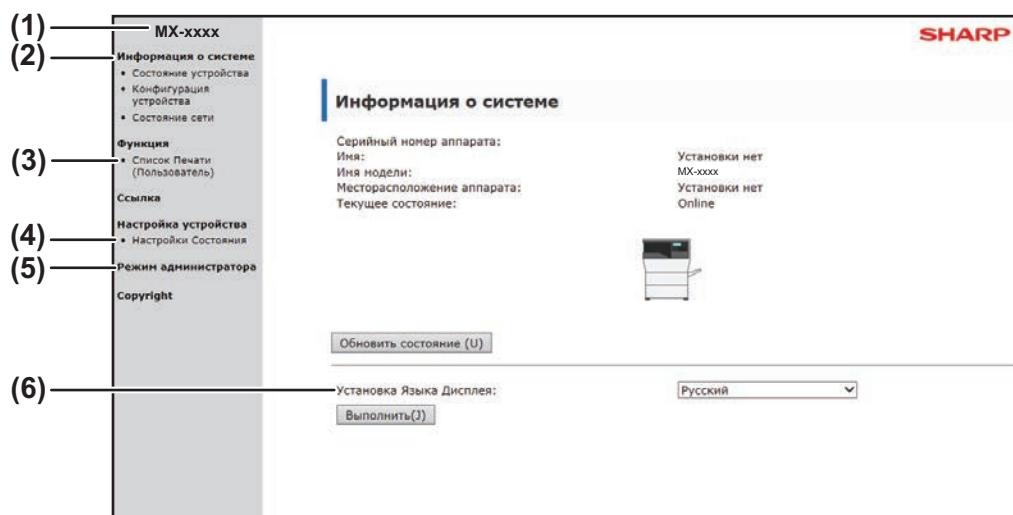 (1)
MX-xxxx
SHARP
(2)
Информация о системе
• Состояние устройства
• Конфигурация
устройства
• Состояние сети
Функция
(3)
• Список Печати
(Пользователь)
Ссылка
Настройка устройства
(4)
• Настройки Состояния
(5)
Режим администратора
Copyright
Информация о системе
Серийный номер аппарата:
Имя: Установки нет
Имя модели: MX-xxxx
Месторасположение аппарата: Установки нет
Текущее состояние: Online
Обновить состояние (U)
(6)
Установка Языка Дисплея: Русский
Выполнить(J)